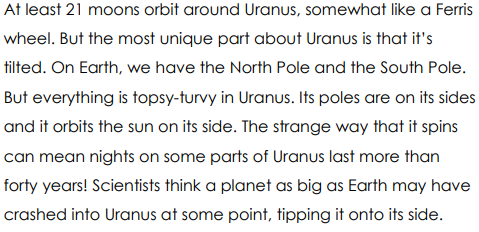 At least 21 moons orbit around Uranus, somewhat like a Ferris
wheel. But the most unique part about Uranus is that it's
tilted. On Earth, we have the North Pole and the South Pole.
But everything is topsy-turvy in Uranus. Its poles are on its sides
and it orbits the sun on its side. The strange way that it spins
can mean nights on some parts of Uranus last more than
forty years! Scientists think a planet as big as Earth may have
crashed into Uranus at some point, tipping it onto its side.